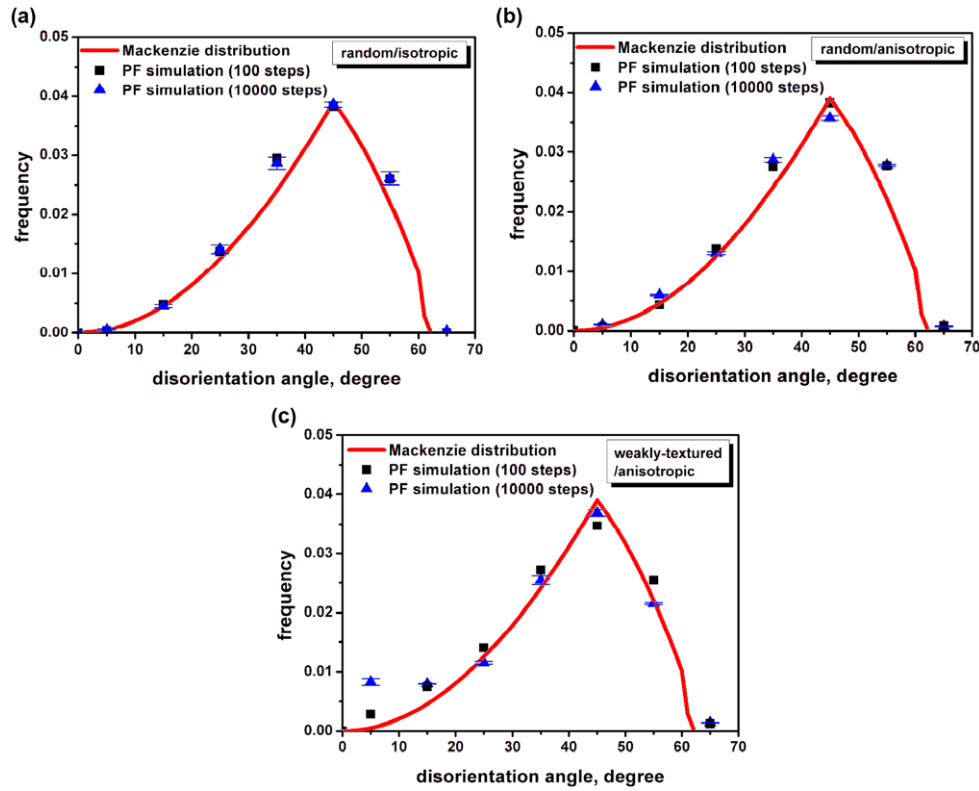 (a)
0.05
0.04
0.03
0.02
0.01
0.00
frequency
Mackenzie distribution
PF simulation (100 steps)
PF simulation (10000 steps)
random/isotropic
0 10 20 30 40 50 60 70
disorientation angle, degree
(b)
0.05
0.04
0.03
0.02
0.01
0.00
frequency
Mackenzie distribution
PF simulation (100 steps)
PF simulation (10000 steps)
random/anisotropic
0 10 20 30 40 50 60 70
disorientation angle, degree
(c)
0.05
0.04
0.03
0.02
0.01
0.00
frequency
Mackenzie distribution
PF simulation (100 steps)
PF simulation (10000 steps)
weakly-textured
/anisotropic
0 10 20 30 40 50 60 70
disorientation angle, degree